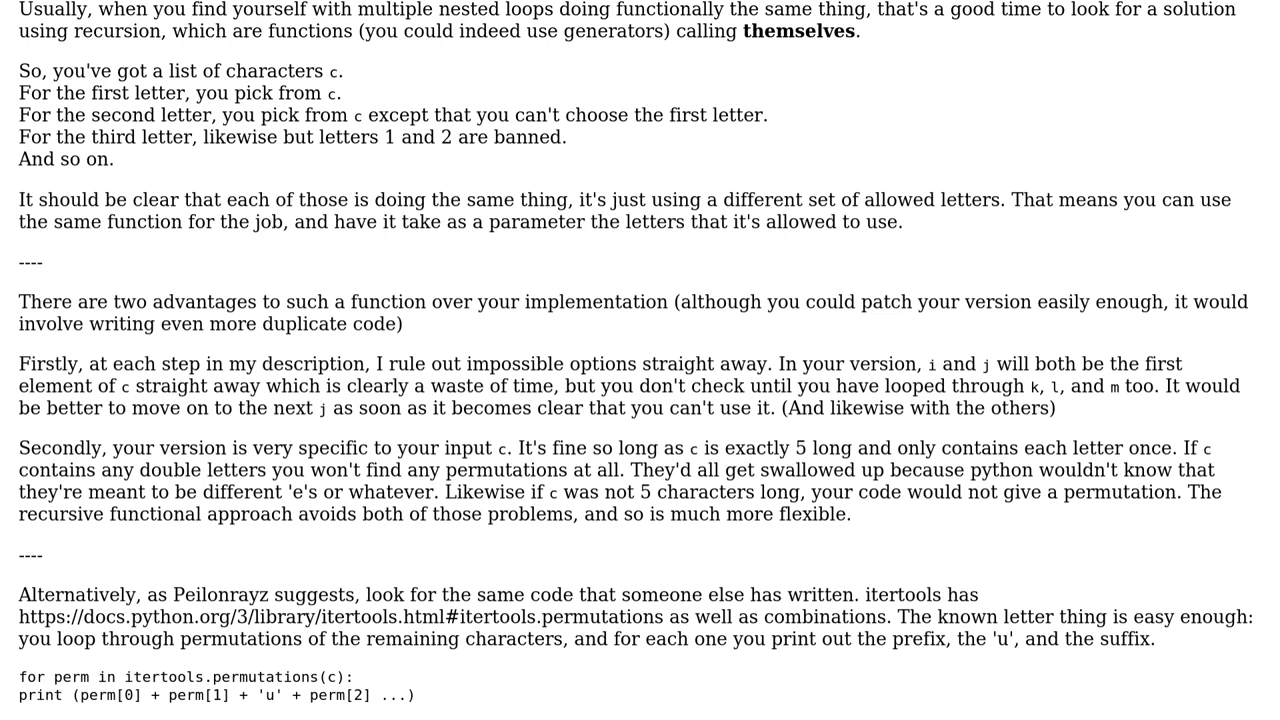 Usually, when you find yourself with multiple nested loops doing functionally the same thing, that's a good time to look for a solution
using recursion, which are functions (you could indeed use generators) calling themselves.
So, you've got a list of characters c.
For the first letter, you pick from c.
For the second letter, you pick from c except that you can't choose the first letter.
For the third letter, likewise but letters 1 and 2 are banned.
And so on.
It should be clear that each of those is doing the same thing, it's just using a different set of allowed letters. That means you can use
the same function for the job, and have it take as a parameter the letters that it's allowed to use.
----
There are two advantages to such a function over your implementation (although you could patch your version easily enough, it would
involve writing even more duplicate code)
Firstly, at each step in my description, I rule out impossible options straight away. In your version, i and j will both be the first
element of c straight away which is clearly a waste of time, but you don't check until you have looped through k, l, and m too. It would
be better to move on to the next j as soon as it becomes clear that you can't use it. (And likewise with the others)
Secondly, your version is very specific to your input c. It's fine so long as c is exactly 5 long and only contains each letter once. If c
contains any double letters you won't find any permutations at all. They'd all get swallowed up because python wouldn't know that
they're meant to be different 'e's or whatever. Likewise if c was not 5 characters long, your code would not give a permutation. The
recursive functional approach avoids both of those problems, and so is much more flexible.
----
Alternatively, as Peilonrayz suggests, look for the same code that someone else has written. itertools has
https://docs.python.org/3/library/itertools.html#itertools.permutations as well as combinations. The known letter thing is easy enough:
you loop through permutations of the remaining characters, and for each one you print out the prefix, the 'u', and the suffix.
for perm in itertools.permutations(c):
print (perm[0] + perm[1] + 'u' + perm[2] ...)